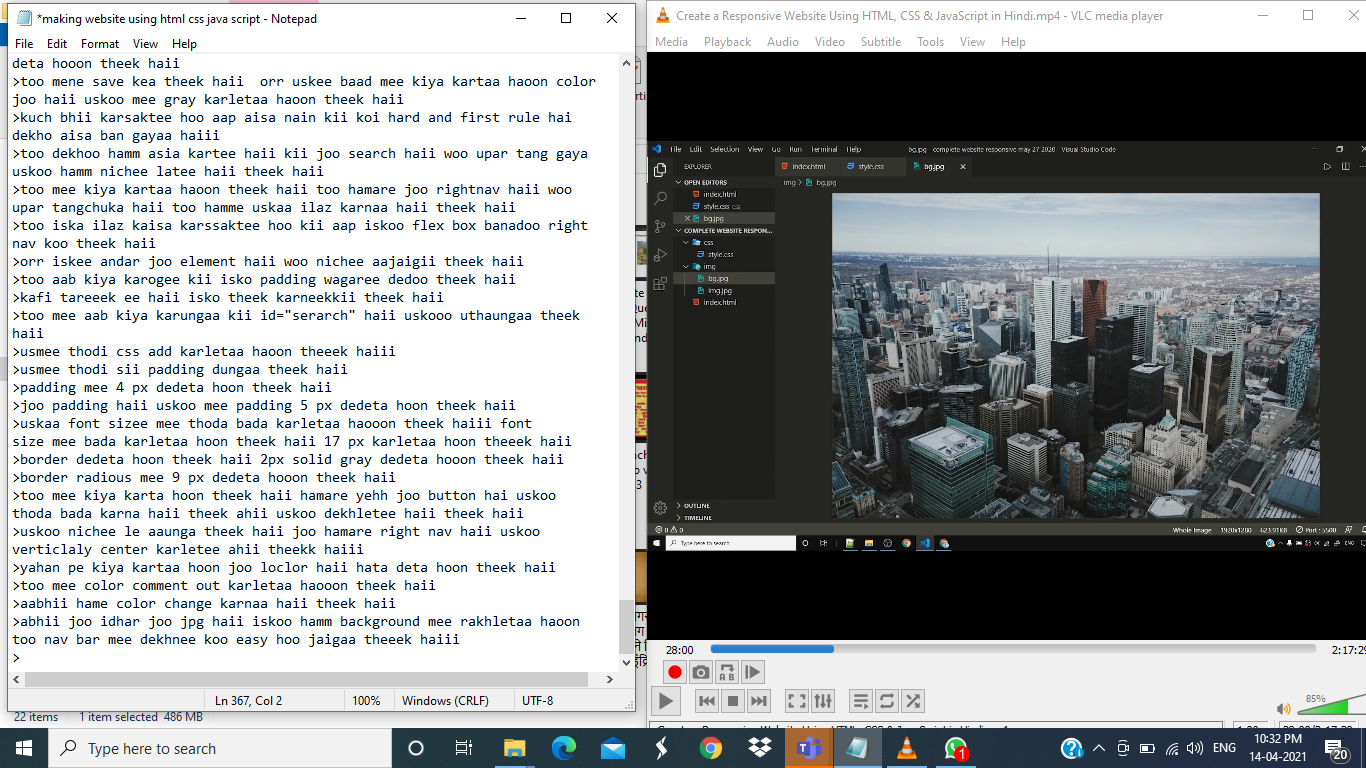 *making website using html css java script - Notepad
File Edit Format View Help
deta hooon theek haii
>too mene save kea theek haii  orr uskee baad mee kiya kartaa haoon color
joo haii uskoo mee gray karletaa haoon theek haii
>kuch bhii karsaktee hoo aap aisa nain kii koi hard and first rule hai
dekho aisa ban gayaa haiii
>too dekhoo hamm asia kartee haii kii joo search haii woo upar tang gaya
uskoo hamm nichee latee haii theek haii
>too mee kiya kartaa haoon theek haii too hamare joo rightnav haii woo
upar tangchuka haii too hamme uskaa ilaz karnaa haii theek haii
>too iska ilaz kaisa karssaktee hoo kii aap iskoo flex box banadoo right
nav koo theek haii
>orr iskee andar joo element haii woo nichee aajaigii theek haii
>too aab kiya karogee kii isko padding wagaree dedoo theek haii
>kafi tareeek ee haii isko theek karneekkii theek haii
>too mee aab kiya karungaa kii id="serarch" haii uskooo uthaungaa theek
haii
>usmee thodi css add karletaa haoon theeek haiii
>usmee thodi sii padding dungaa theek haii
>padding mee 4 px dedeta hoon theek haii
>joo padding haii uskoo mee padding 5 px dedeta hoon theek haii
>uskaa font sizee mee thoda bada karletaa haooon theek haiii font
size mee bada karletaa hoon theek haii 17 px karletaa hoon theeek haii
>border dedeta hoon theek haii 2px solid gray dedeta hooon theek haii
>border radious mee 9 px dedeta hooon theek haii
>too mee kiya karta hoon theek haii hamare yehh joo button hai uskoo
thoda bada karna haii theek ahii uskoo dekhletee haii theek haii
>uskoo nichee le aaunga theek haii joo hamare right nav haii uskoo
verticlaly center karletee ahii theekk haiii
>yahan pe kiya kartaa hoon joo loclor haii hata deta hoon theek haii
>too mee color comment out karletaa haooon theek haii
>aabhii hame color change karnaa haii theek haii
>abhii joo idhar joo jpg haii iskoo hamm background mee rakhletaa haoon
too nav bar mee dekhnee koo easy hoo jaigaa theeek haiii
>
Ln 367, Col 2 100% Windows (CRLF) UTF-8
22 items 1 item selected 486 MB
Create a Responsive Website Using HTML, CSS & JavaScript in Hindi.mp4 - VLC media player
Media Playback Audio Video Subtitle Tools View Help
File Edit Selection View Go Run Terminal Help bg.jpg - complete website responsive may 27 2020 - Visual Studio Code
EXPLORER index.html style.css bg.jpg
OPEN EDITORS img > bg.jpg
index.html
style.css css
bg.jpg
COMPLETE WEBSITE RESPON...
css
style.css
img
bg.jpg
img.jpg
index.html
OUTLINE
TIMELINE
0 0 Whole Image 1920x1280 623.91KB Port : 5500
Type here to search ENG
28:00 2:17:29
85%
Type here to search
ENG 10:32 PM
14-04-2021
20
1